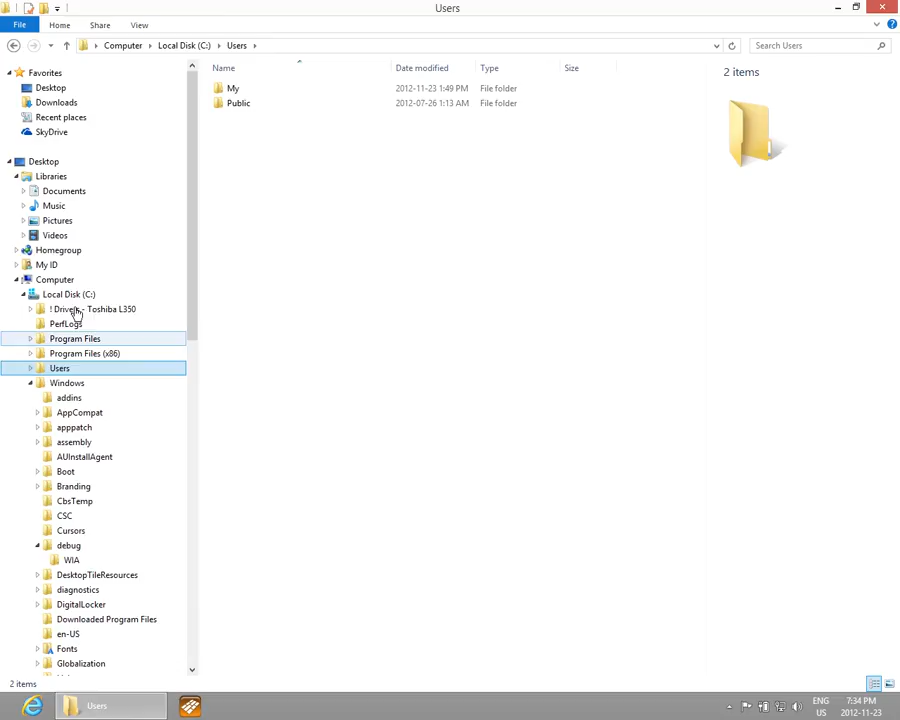 Users
File Home Share View
Computer Local Disk (C:) Users Search Users
Name Date modified Type Size
My 2012-11-23 1:49 PM File folder
Public 2012-07-26 1:13 AM File folder
2 items
Favorites
Desktop
Downloads
Recent places
SkyDrive
Desktop
Libraries
Documents
Music
Pictures
Videos
Homegroup
My ID
Computer
Local Disk (C:)
! Drivers - Toshiba L350
PerfLogs
Program Files
Program Files (x86)
Users
Windows
addins
AppCompat
apppatch
assembly
AUInstallAgent
Boot
Branding
CbsTemp
CSC
Cursors
debug
WIA
DesktopTileResources
diagnostics
DigitalLocker
Downloaded Program Files
en-US
Fonts
Globalization
2 items
Users
ENG 7:34 PM
US 2012-11-23